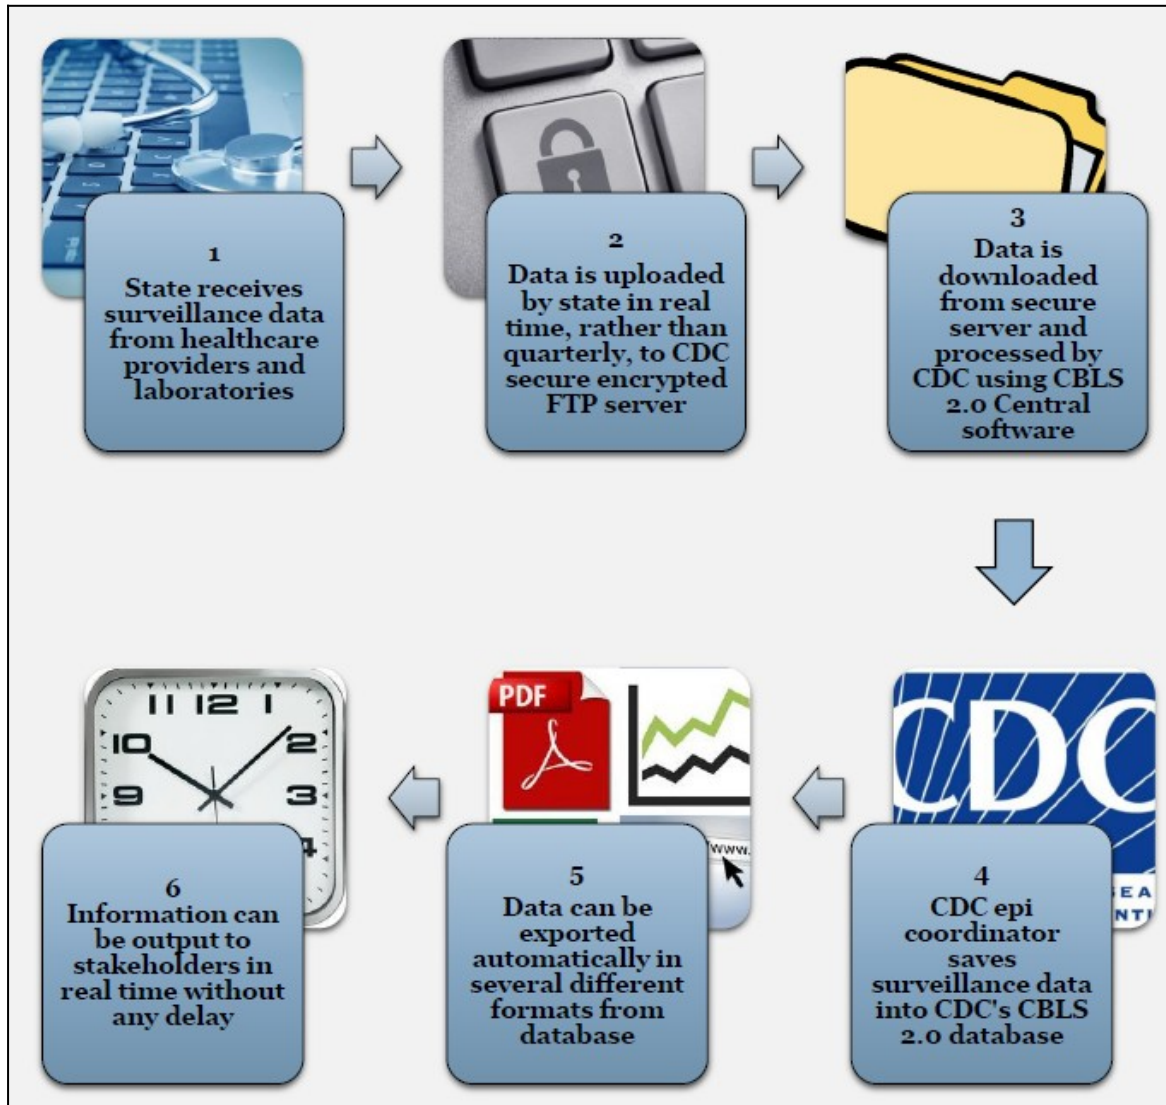 1
State receives
surveillance data
from healthcare
providers and
laboratories
2
Data is uploaded
by state in real
time, rather than
quarterly, to CDC
secure encrypted
FTP server
3
Data is
downloaded
from secure
server and
processed by
CDC using CBLS
2.0 Central
software
CDC
4
CDC epi
coordinator
saves
surveillance data
into CDC's CBLS
2.0 database
PDF
www.
5
Data can be
exported
automatically in
several different
formats from
database
11 12 1
10 2
9 3
4
6
Information can
be output to
stakeholders in
real time without
any delay